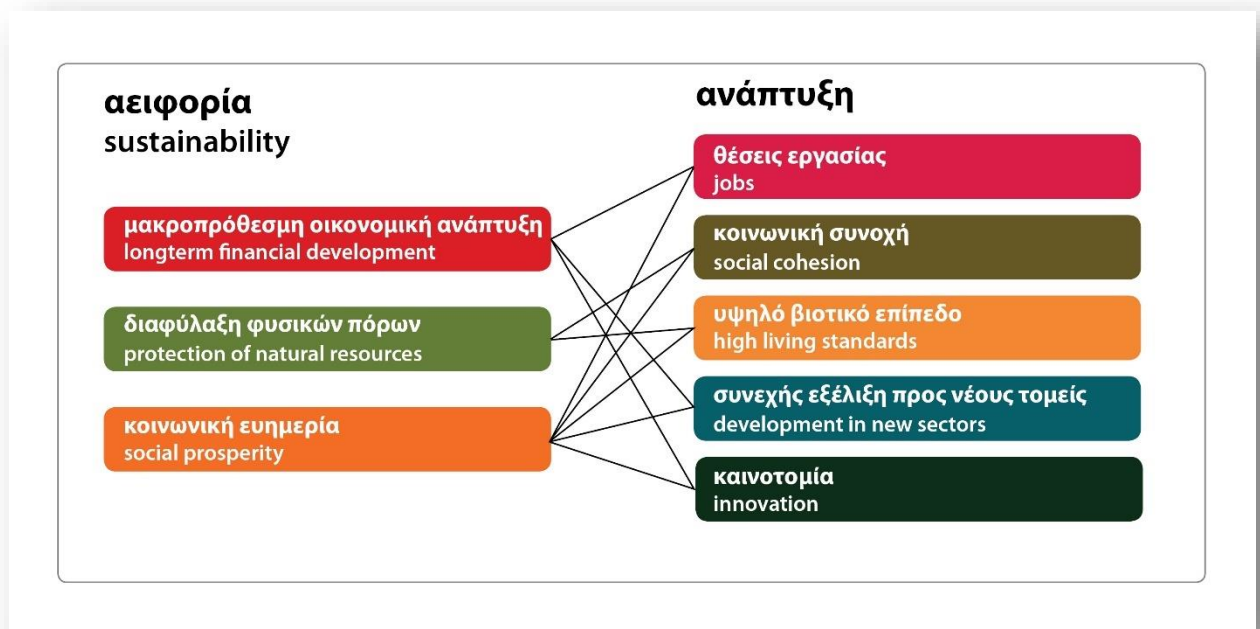 αειφορία
sustainability
μακροπρόθεσμη οικονομική ανάπτυξη
longterm financial development
διαφύλαξη φυσικών πόρων
protection of natural resources
κοινωνική ευημερία
social prosperity
ανάπτυξη
θέσεις εργασίας
jobs
κοινωνική συνοχή
social cohesion
υψηλό βιοτικό επίπεδο
high living standards
συνεχής εξέλιξη προς νέους τομείς
development in new sectors
καινοτομία
innovation